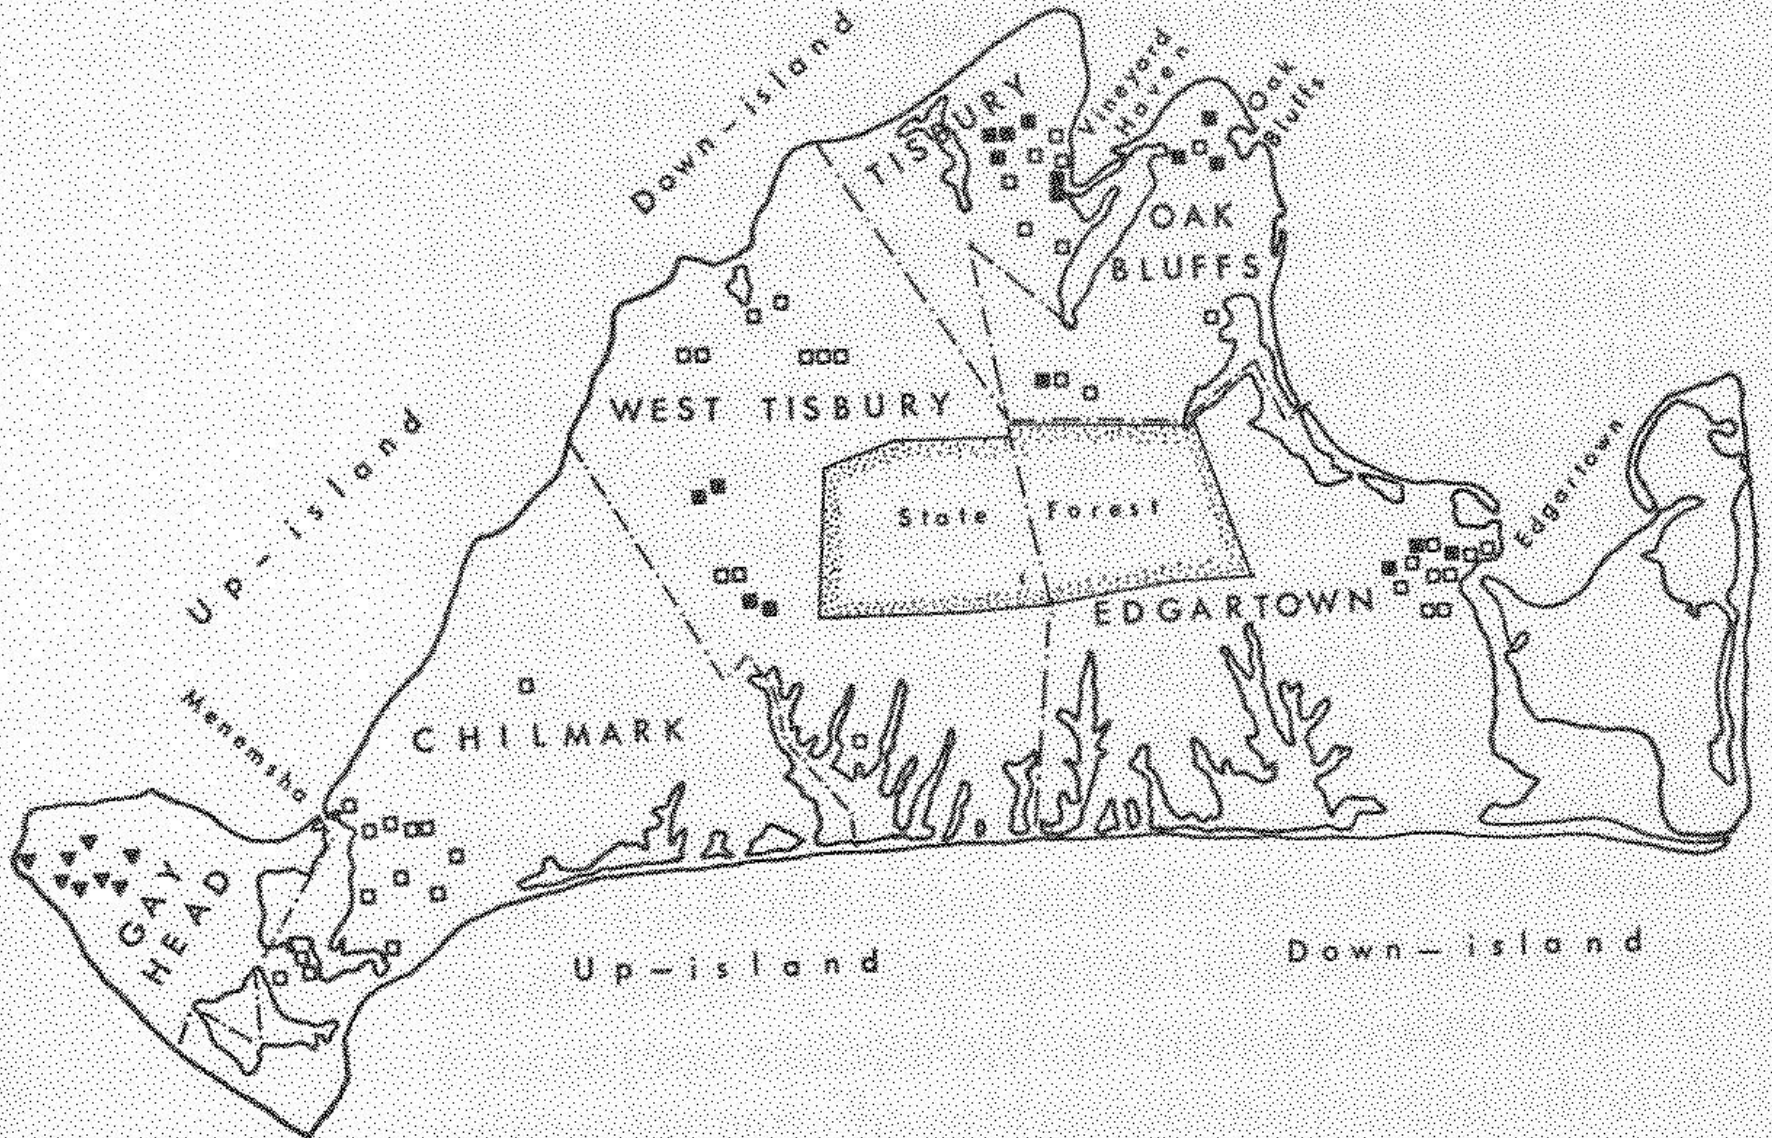 Down-island
Vineyard
Haven
Oak
Bluffs
TISBURY
OAK
BLUFFS
WEST TISBURY
Up-island
State Forest
Edgartown
EDGARTOWN
Menemsha
CHILMARK
GAY
HEAD
Up-island
Down-island